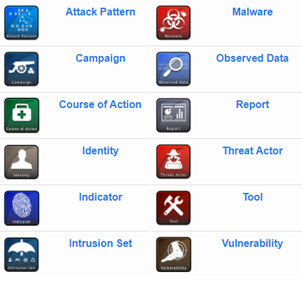 Attack Pattern
Attack Pattern
Malware
Malware
Campaign
Campaign
Observed Data
Observed Data
Course of Action
Course of Action
Report
Report
Identity
Identity
Threat Actor
Threat Actor
Indicator
Indicator
Tool
Tool
Intrusion Set
Intrusion Set
Vulnerability
Vulnerability